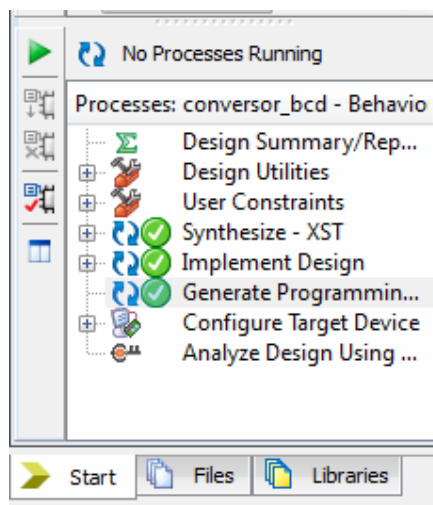 No Processes Running
Processes: conversor_bcd - Behavio
Design Summary/Rep...
Design Utilities
User Constraints
Synthesize - XST
Implement Design
Generate Programmin...
Configure Target Device
Analyze Design Using ...
Start Files Libraries